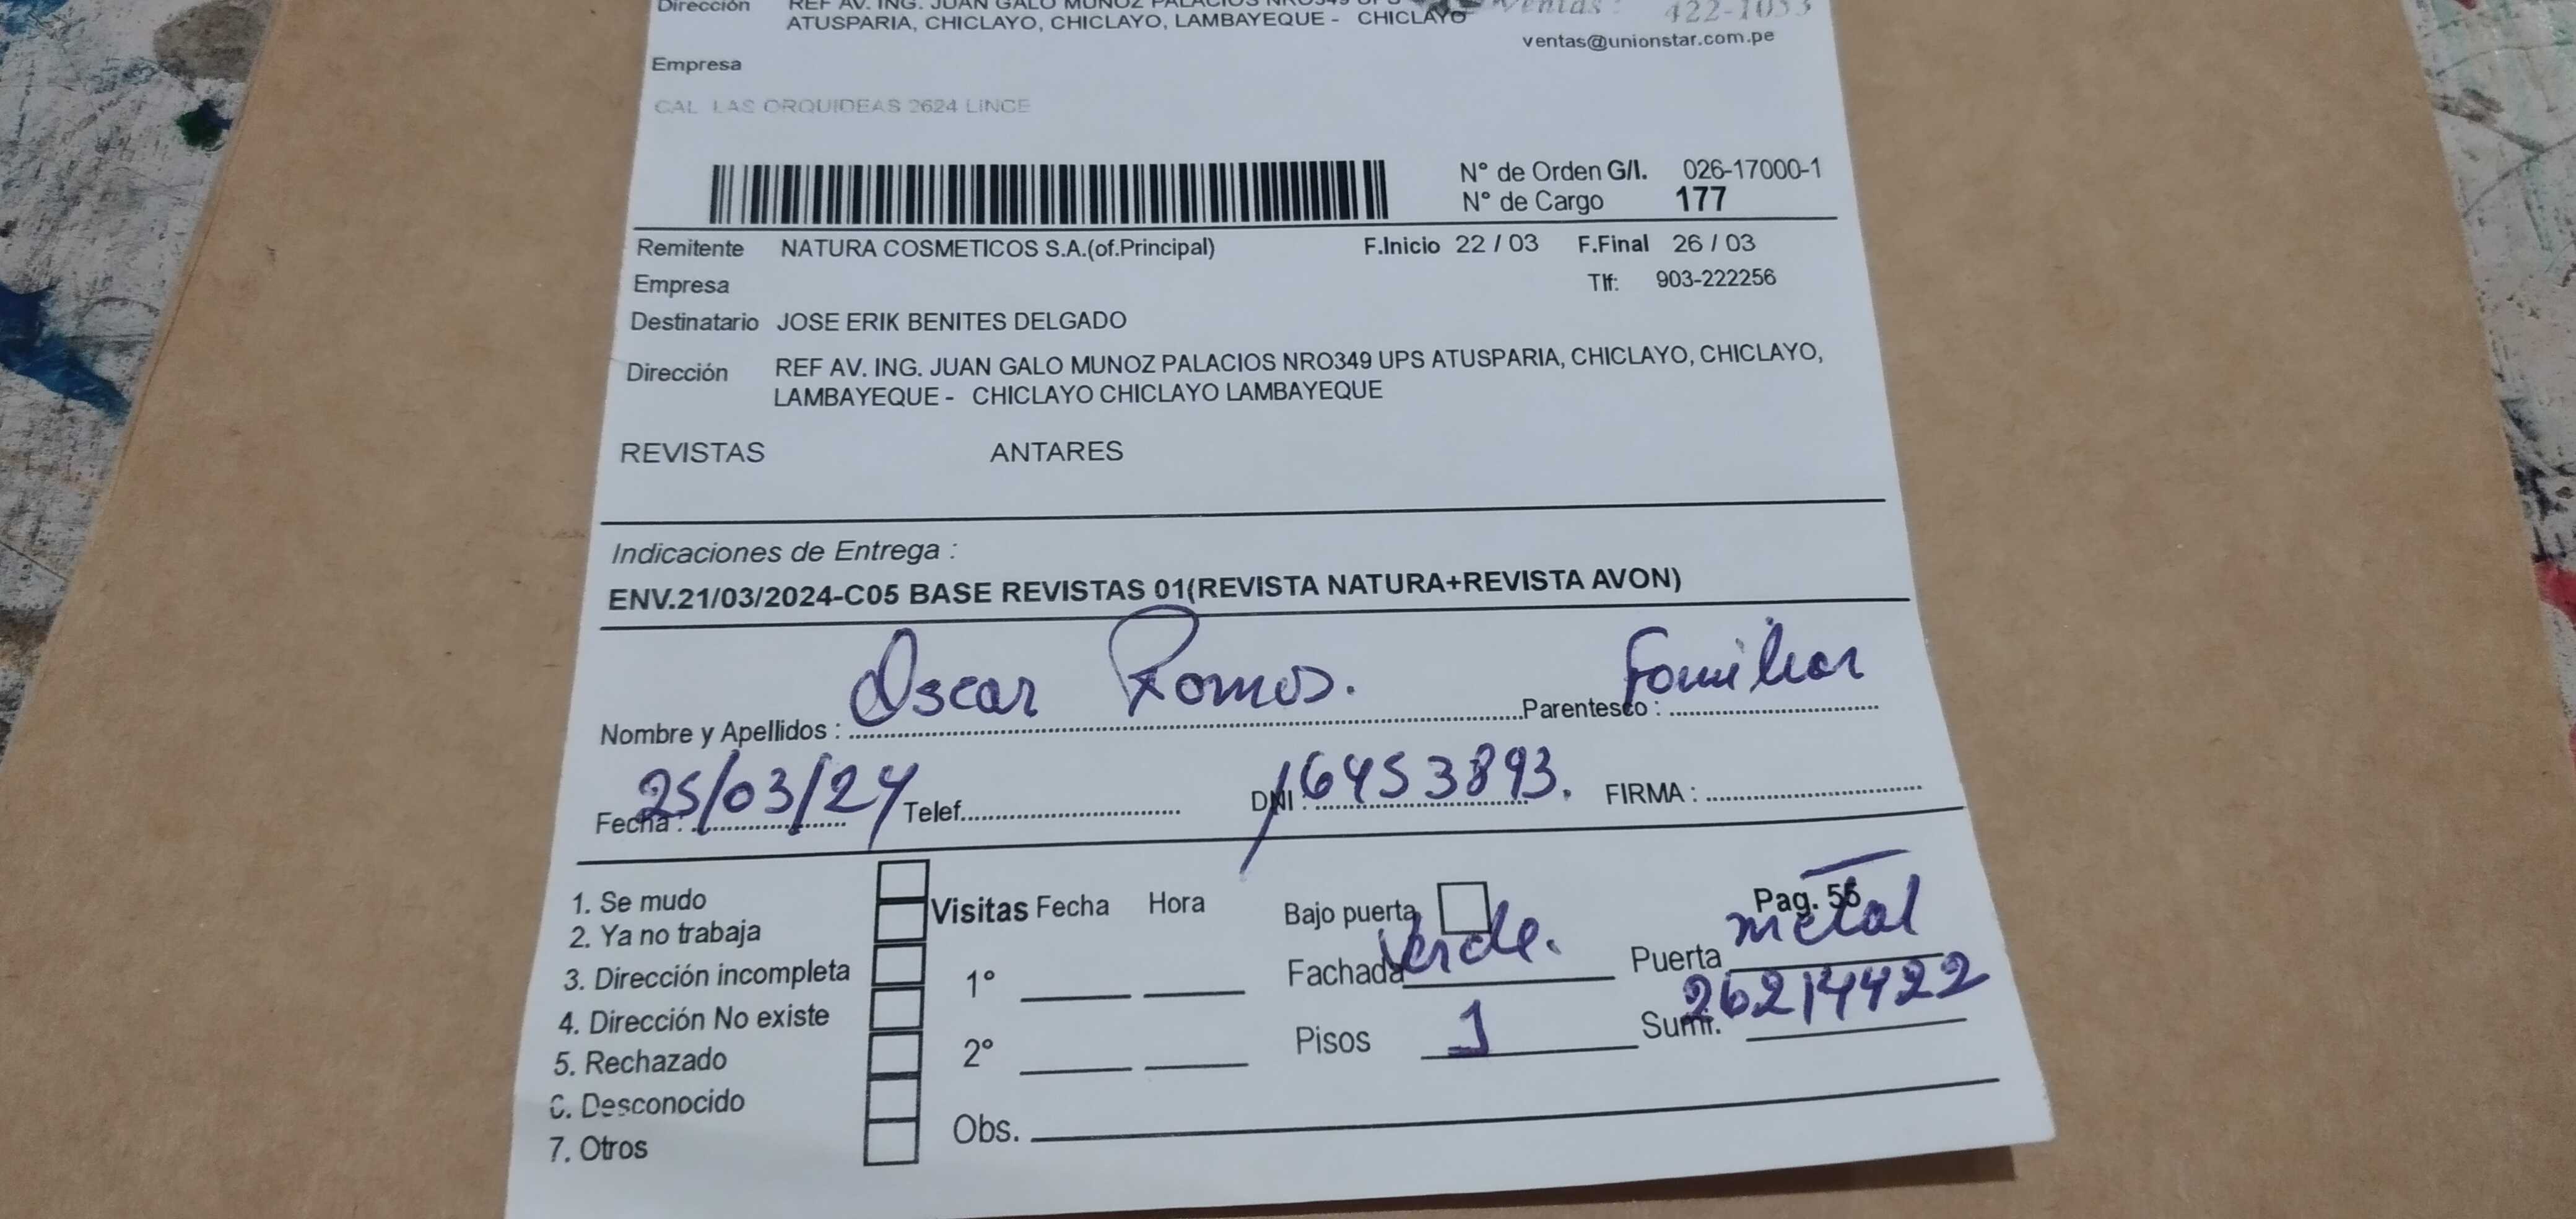 Dirección REF AV. ING. JUAN GALO MUNOZ PALACIOS NRO349 UPS
ATUSPARIA, CHICLAYO, CHICLAYO, LAMBAYEQUE - CHICLAYO
Ventas: 422-1053
ventas@unionstar.com.pe
Empresa
CAL LAS ORQUIDEAS 2624 LINCE
N° de Orden G/I. 026-17000-1
N° de Cargo 177
Remitente NATURA COSMETICOS S.A.(of.Principal) F.Inicio 22 / 03 F.Final 26 / 03
Empresa Tlf: 903-222256
Destinatario JOSE ERIK BENITES DELGADO
Dirección REF AV. ING. JUAN GALO MUNOZ PALACIOS NRO349 UPS ATUSPARIA, CHICLAYO, CHICLAYO,
LAMBAYEQUE - CHICLAYO CHICLAYO LAMBAYEQUE
REVISTAS ANTARES
Indicaciones de Entrega :
ENV.21/03/2024-C05 BASE REVISTAS 01(REVISTA NATURA+REVISTA AVON)
Nombre y Apellidos : Oscar Ramos. Parentesco : Familiar
Fecha : 25/03/24 Telef. DNI : 16453893. FIRMA :
1. Se mudo
2. Ya no trabaja
3. Dirección incompleta
4. Dirección No existe
5. Rechazado
6. Desconocido
7. Otros
Visitas Fecha Hora
1°
2°
Obs.
Bajo puerta Pag. 55
Fachada Verde. Puerta metal
Pisos 1 Sumr. 26214422